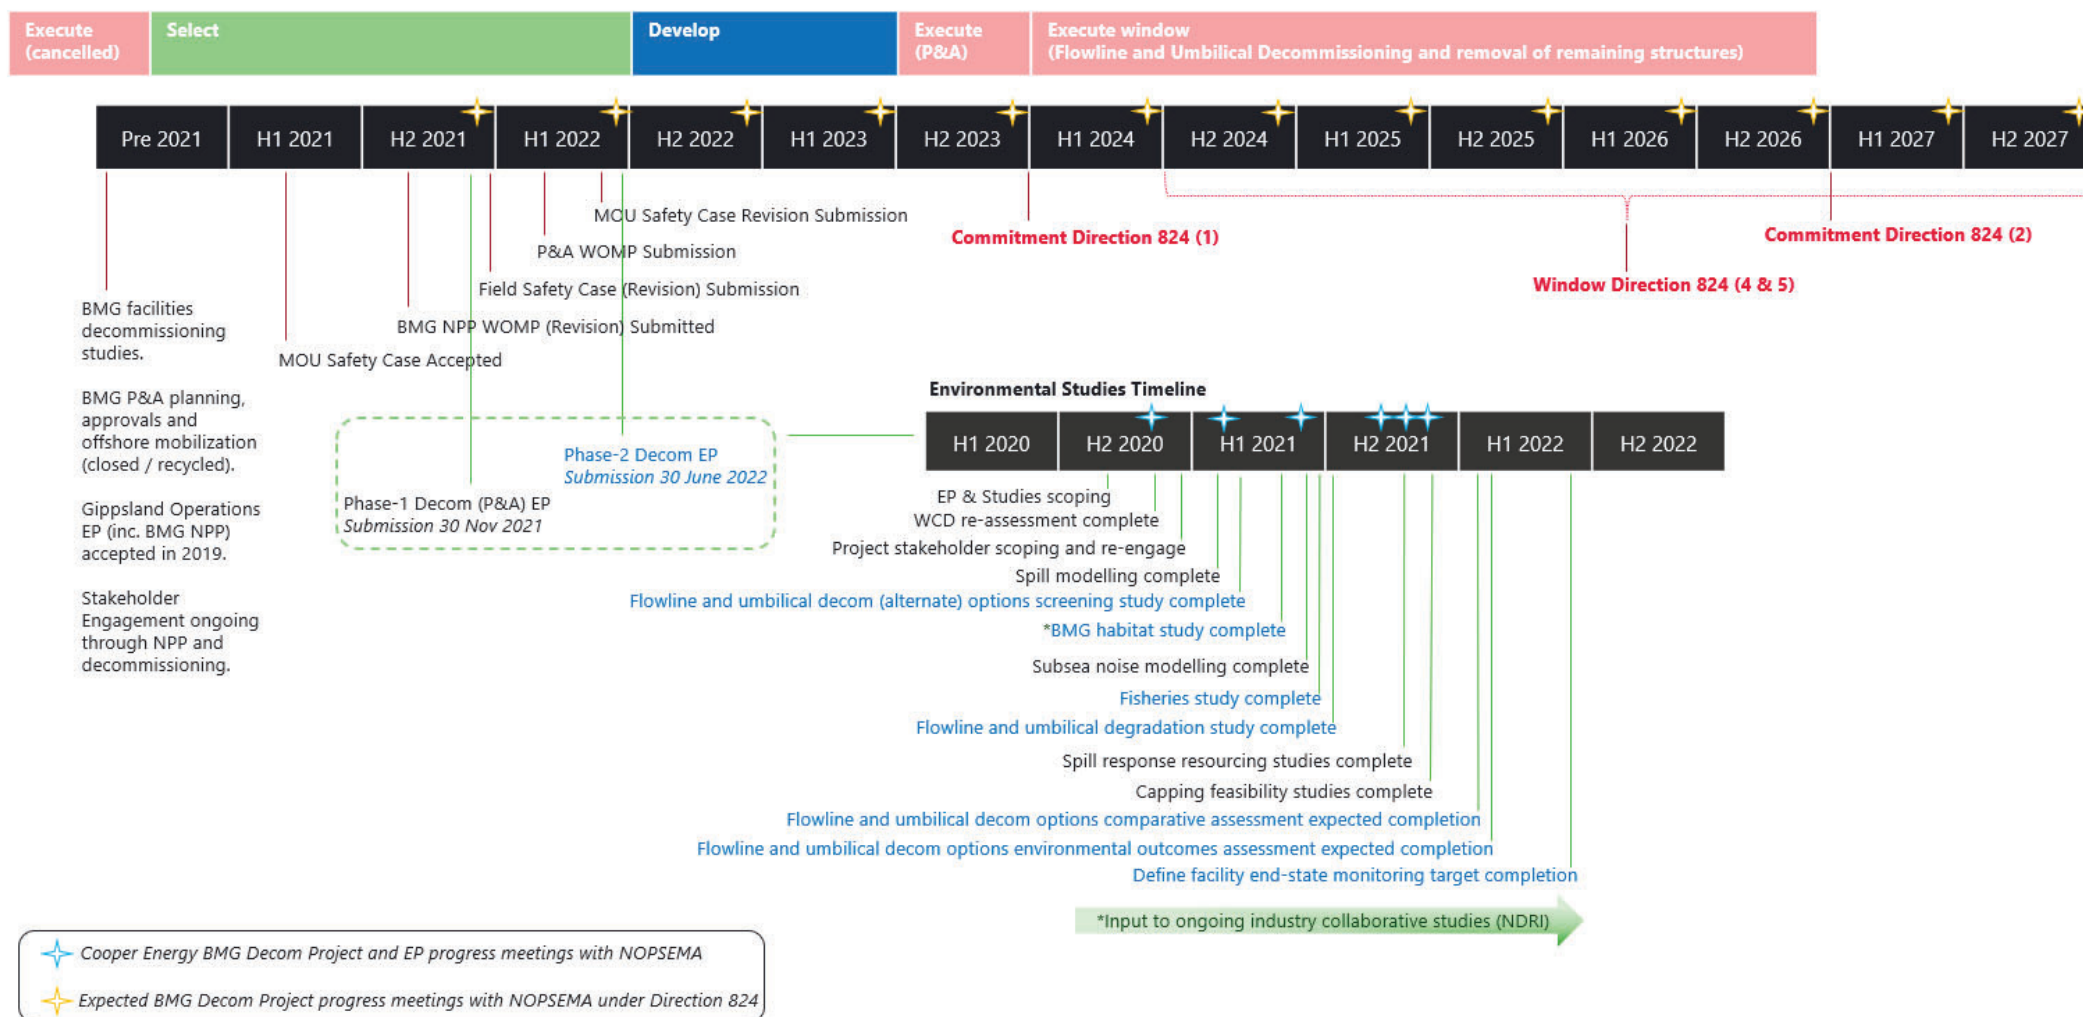 Execute
(cancelled)
Select
Develop
Execute
(P&A)
Execute window
(Flowline and Umbilical Decommissioning and removal of remaining structures)
Pre 2021
H1 2021
H2 2021
H1 2022
H2 2022
H1 2023
H2 2023
H1 2024
H2 2024
H1 2025
H2 2025
H1 2026
H2 2026
H1 2027
H2 2027
MOU Safety Case Revision Submission
P&A WOMP Submission
Field Safety Case (Revision) Submission
BMG NPP WOMP (Revision) Submitted
MOU Safety Case Accepted
Commitment Direction 824 (1)
Commitment Direction 824 (2)
Window Direction 824 (4 & 5)
BMG facilities
decommissioning
studies.
BMG P&A planning,
approvals and
offshore mobilization
(closed / recycled).
Gippsland Operations
EP (inc. BMG NPP)
accepted in 2019.
Stakeholder
Engagement ongoing
through NPP and
decommissioning.
Phase-2 Decom EP
Submission 30 June 2022
Phase-1 Decom (P&A) EP
Submission 30 Nov 2021
Environmental Studies Timeline
H1 2020
H2 2020
H1 2021
H2 2021
H1 2022
H2 2022
EP & Studies scoping
WCD re-assessment complete
Project stakeholder scoping and re-engage
Spill modelling complete
Flowline and umbilical decom (alternate) options screening study complete
*BMG habitat study complete
Subsea noise modelling complete
Fisheries study complete
Flowline and umbilical degradation study complete
Spill response resourcing studies complete
Capping feasibility studies complete
Flowline and umbilical decom options comparative assessment expected completion
Flowline and umbilical decom options environmental outcomes assessment expected completion
Define facility end-state monitoring target completion
*Input to ongoing industry collaborative studies (NDRI)
Cooper Energy BMG Decom Project and EP progress meetings with NOPSEMA
Expected BMG Decom Project progress meetings with NOPSEMA under Direction 824